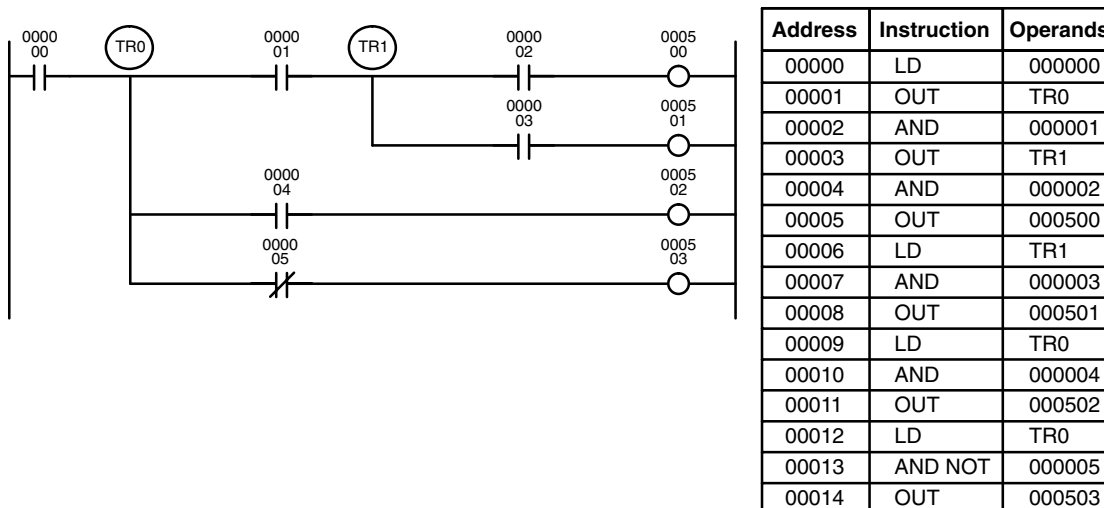 0000 0000 0000 0005
00 TR0 01 TR1 02 00
0000 0005
03 01
0000 0005
04 02
0000 0005
05 03
Address Instruction Operands
00000 LD 000000
00001 OUT TR0
00002 AND 000001
00003 OUT TR1
00004 AND 000002
00005 OUT 000500
00006 LD TR1
00007 AND 000003
00008 OUT 000501
00009 LD TR0
00010 AND 000004
00011 OUT 000502
00012 LD TR0
00013 AND NOT 000005
00014 OUT 000503